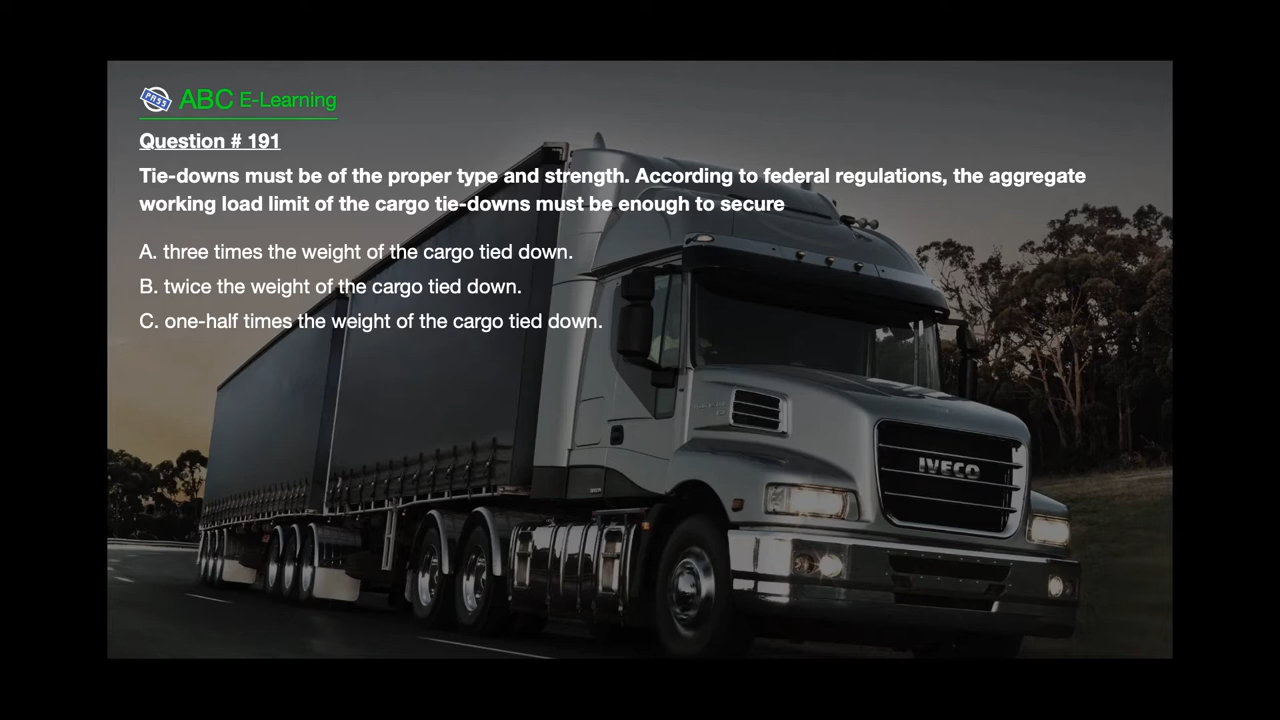 PASS ABC E-Learning
Question # 191
Tie-downs must be of the proper type and strength. According to federal regulations, the aggregate
working load limit of the cargo tie-downs must be enough to secure
A. three times the weight of the cargo tied down.
B. twice the weight of the cargo tied down.
C. one-half times the weight of the cargo tied down.
IVECO